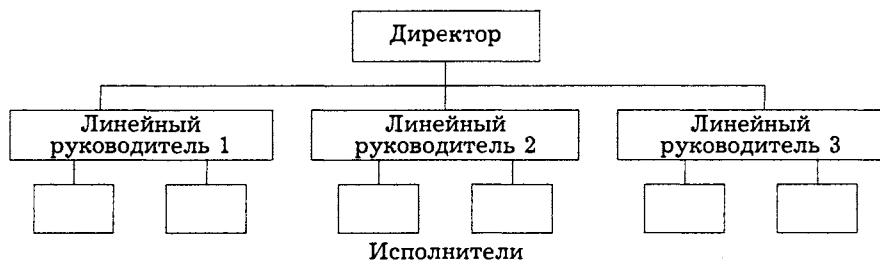 Директор
Линейный
руководитель 1
Линейный
руководитель 2
Линейный
руководитель 3
Исполнители